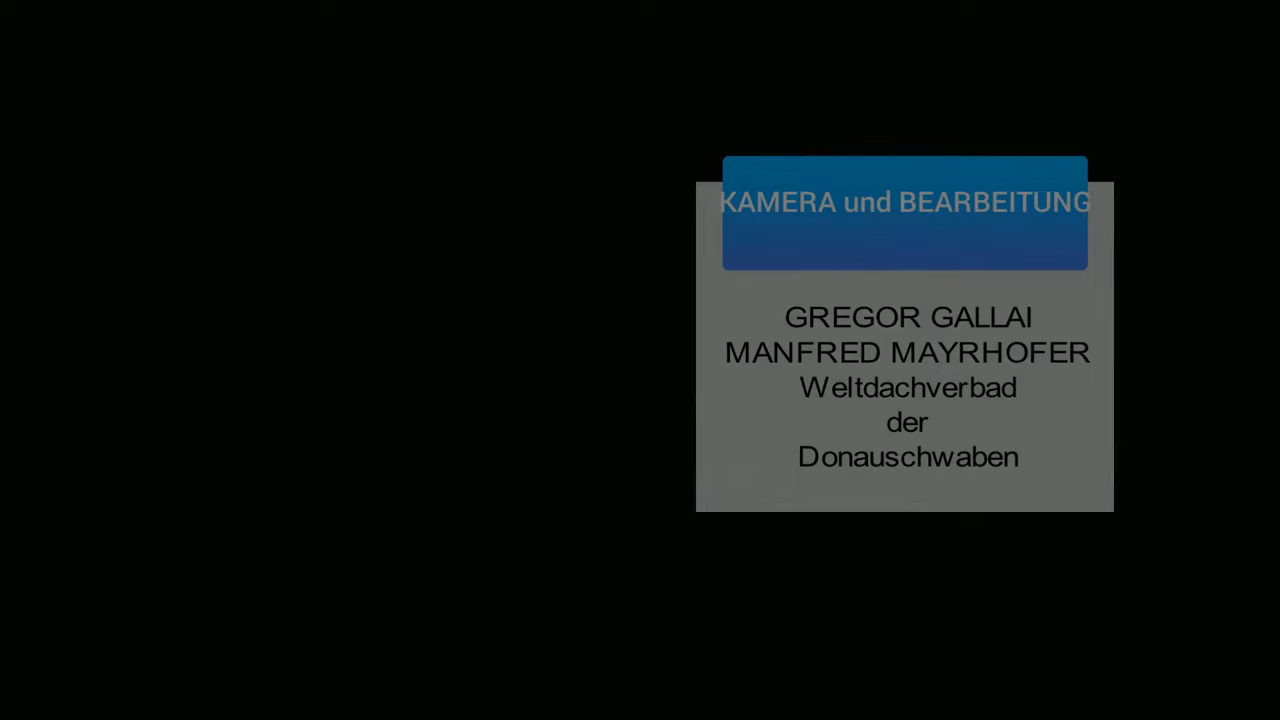 KAMERA und BEARBEITUNG
GREGOR GALLAI
MANFRED MAYRHOFER
Weltdachverbad
der
Donauschwaben